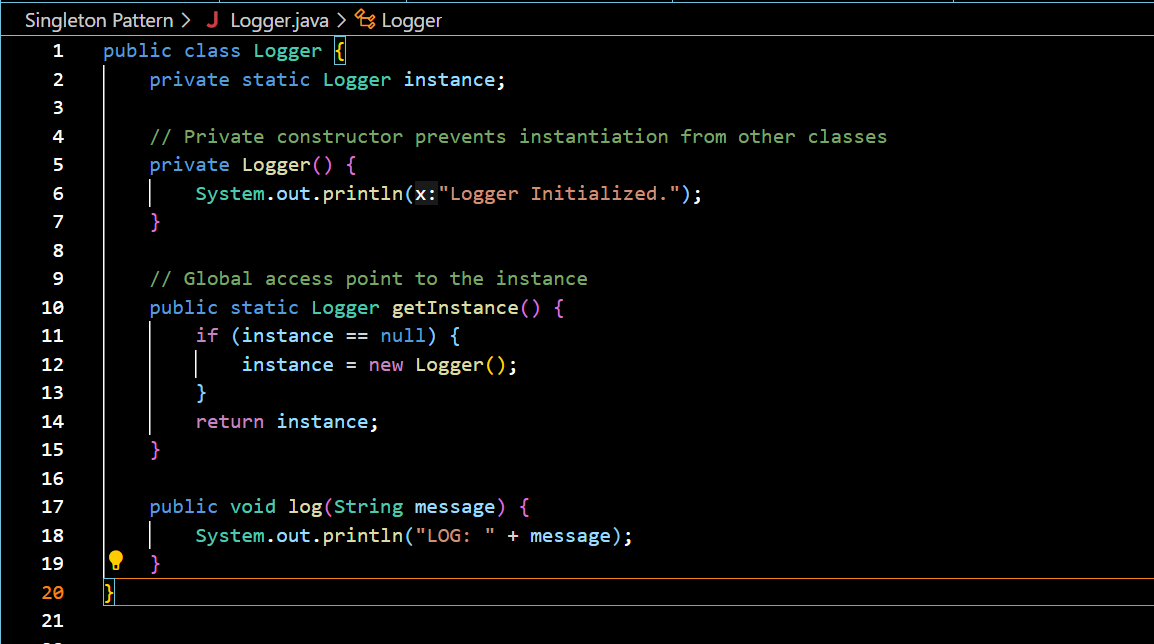 Singleton Pattern > J Logger.java > Logger
1 public class Logger {
2     private static Logger instance;
3
4     // Private constructor prevents instantiation from other classes
5     private Logger() {
6         System.out.println(x:"Logger Initialized.");
7     }
8
9     // Global access point to the instance
10     public static Logger getInstance() {
11         if (instance == null) {
12             instance = new Logger();
13         }
14         return instance;
15     }
16
17     public void log(String message) {
18         System.out.println("LOG: " + message);
19     }
20 }
21